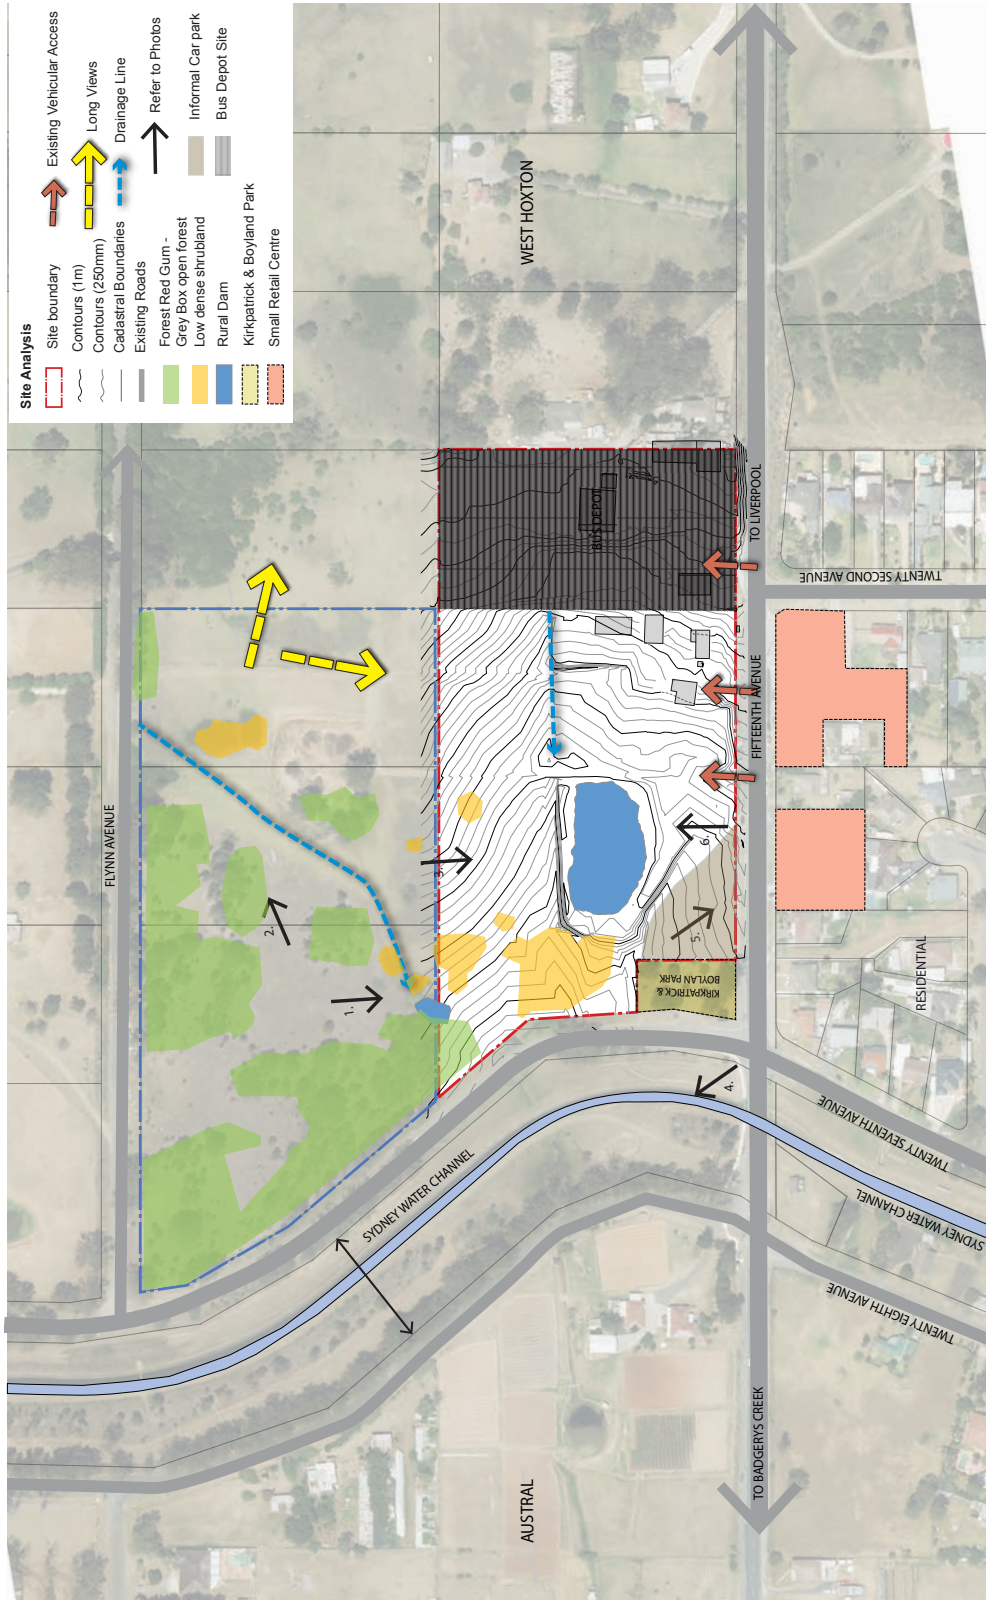 Site Analysis
Site boundary
Contours (1m)
Contours (250mm)
Cadastral Boundaries
Existing Roads
Forest Red Gum -
Grey Box open forest
Low dense shrubland
Rural Dam
Kirkpatrick & Boyland Park
Small Retail Centre
Existing Vehicular Access
Long Views
Drainage Line
Refer to Photos
Informal Car park
Bus Depot Site
FLYNN AVENUE
WEST HOXTON
BUS DEPOT
TO LIVERPOOL
TWENTY SECOND AVENUE
FIFTEENTH AVENUE
1.
2.
3.
4.
5.
6.
KIRKPATRICK &
BOYLAN PARK
RESIDENTIAL
SYDNEY WATER CHANNEL
TWENTY SEVENTH AVENUE
SYDNEY WATER CHANNEL
TWENTY EIGHTH AVENUE
TO BADGERYS CREEK
AUSTRAL